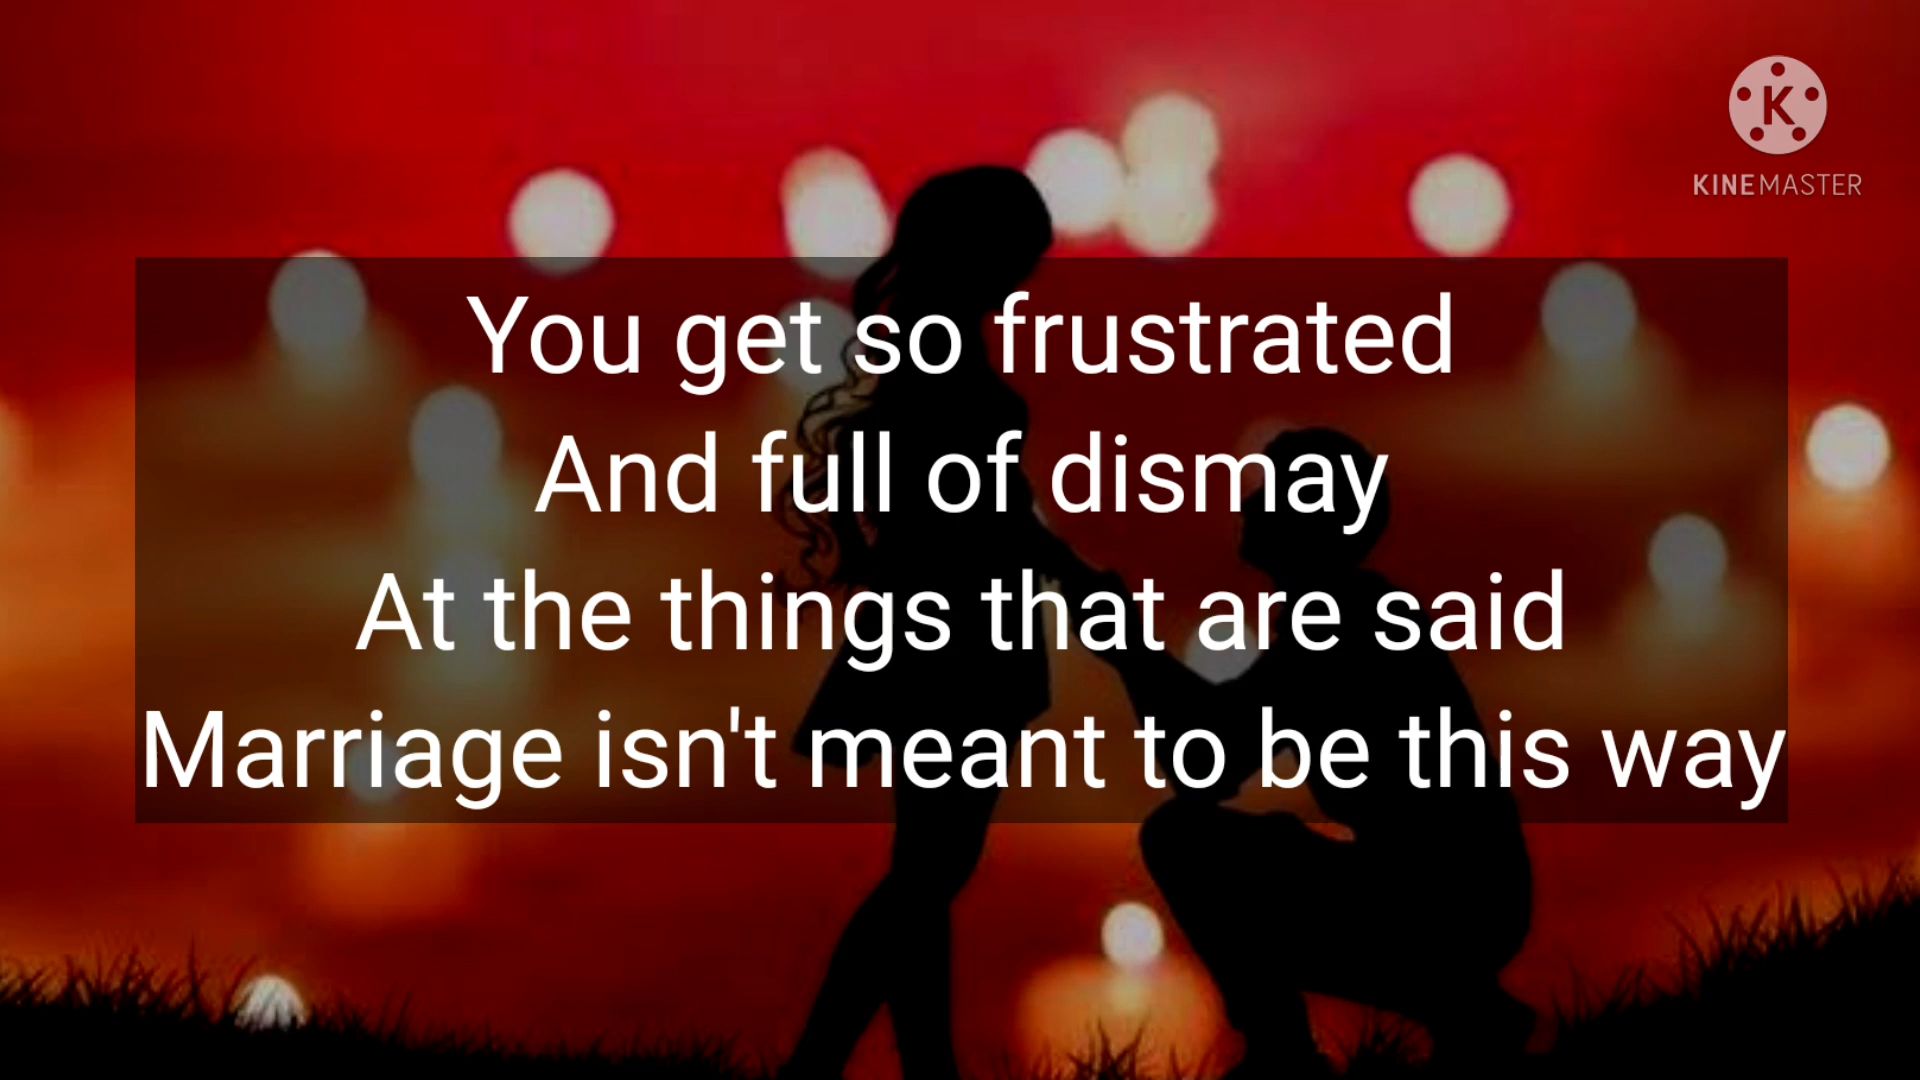 K
KINEMASTER
You get so frustrated
And full of dismay
At the things that are said
Marriage isn't meant to be this way